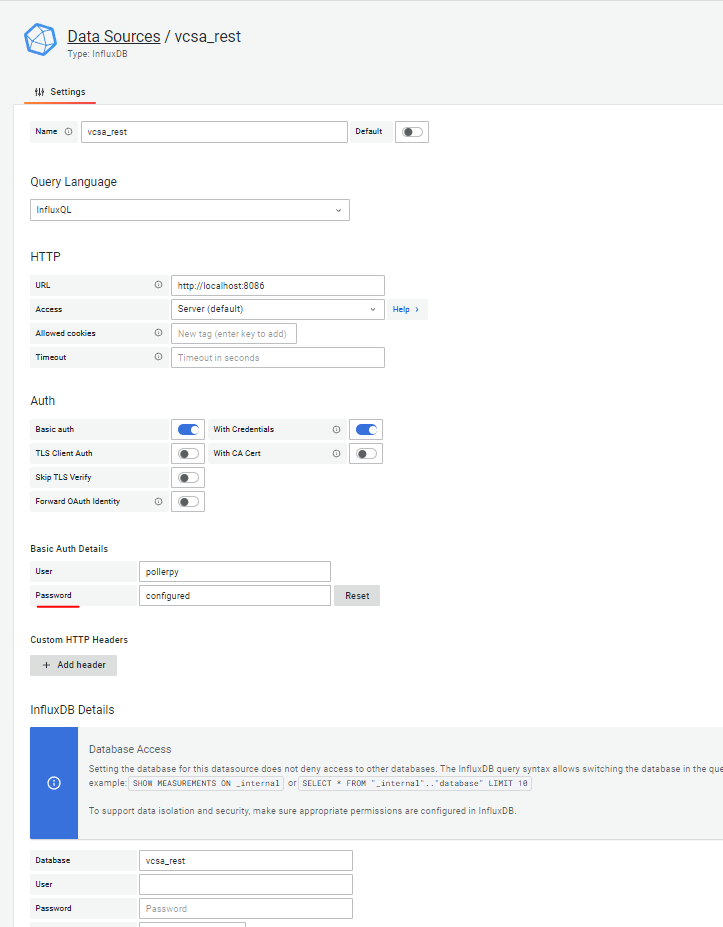 Data Sources / vcsa_rest
Type: InfluxDB
Settings
Name vcsa_rest Default
Query Language
InfluxQL
HTTP
URL http://localhost:8086
Access Server (default) Help
Allowed cookies New tag (enter key to add)
Timeout Timeout in seconds
Auth
Basic auth With Credentials
TLS Client Auth With CA Cert
Skip TLS Verify
Forward OAuth Identity
Basic Auth Details
User pollerpy
Password configured Reset
Custom HTTP Headers
+ Add header
InfluxDB Details
Database Access
Setting the database for this datasource does not deny access to other databases. The InfluxDB query syntax allows switching the database in the que
example: SHOW MEASUREMENTS ON _internal or SELECT * FROM "_internal".."database" LIMIT 10
To support data isolation and security, make sure appropriate permissions are configured in InfluxDB.
Database vcsa_rest
User
Password Password